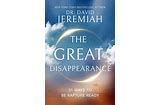 DR. DAVID
JEREMIAH
THE
GREAT
DISAPPEARANCE
31 WAYS TO
BE RAPTURE READY